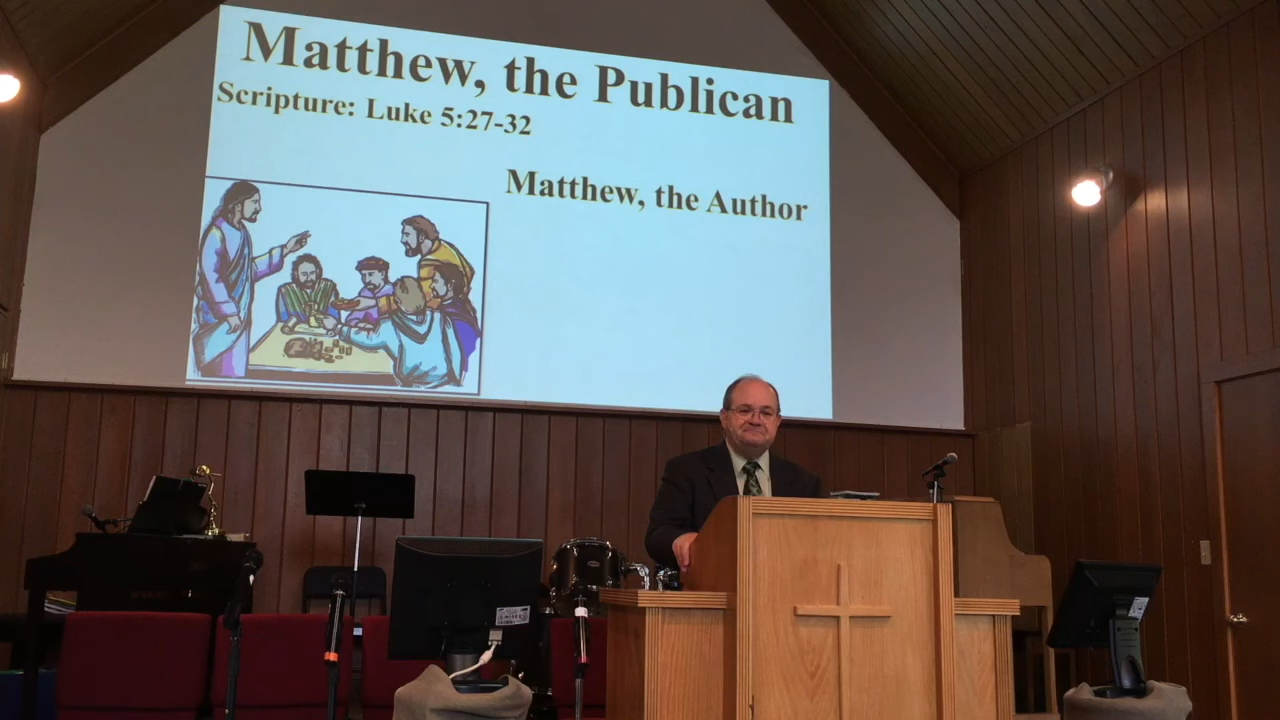 Matthew, the Publican
Scripture: Luke 5:27-32
Matthew, the Author